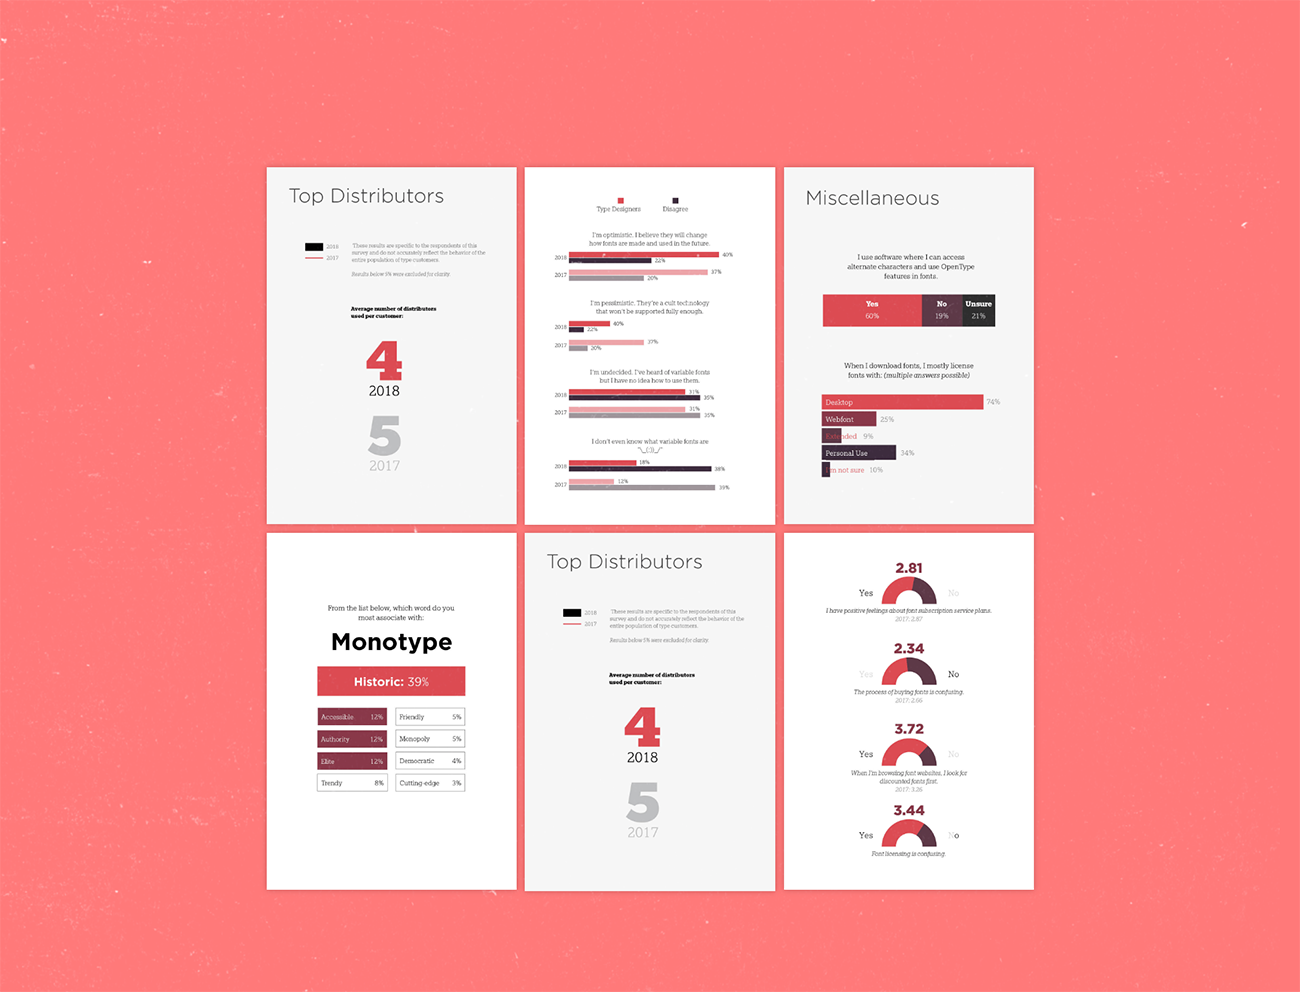 Top Distributors
2018
2017
These results are specific to the respondents of this
survey and do not accurately reflect the behavior of the
entire population of type customers.
Results below 5% were excluded for clarity.
Average number of distributors
used per customer:
4
2018
5
2017
Type Designers
Disagree
I'm optimistic. I believe they will change
how fonts are made and used in the future.
2018
40%
22%
2017
37%
20%
I'm pessimistic. They're a cult technology
that won't be supported fully enough.
2018
40%
22%
2017
37%
20%
I'm undecided. I've heard of variable fonts
but I have no idea how to use them.
2018
31%
35%
2017
31%
35%
I don't even know what variable fonts are
2018
18%
38%
2017
12%
39%
Miscellaneous
I use software where I can access
alternate characters and use OpenType
features in fonts.
Yes No Unsure
60% 19% 21%
When I download fonts, I mostly license
fonts with: (multiple answers possible)
Desktop 74%
Webfont 25%
Extended 9%
Personal Use 34%
I'm not sure 10%
From the list below, which word do you
most associate with:
Monotype
Historic: 39%
Accessible 12% Friendly 5%
Authority 12% Monopoly 5%
Elite 12% Democratic 4%
Trendy 8% Cutting-edge 3%
Top Distributors
2018
2017
These results are specific to the respondents of this
survey and do not accurately reflect the behavior of the
entire population of type customers.
Results below 5% were excluded for clarity.
Average number of distributors
used per customer:
4
2018
5
2017
2.81
Yes No
I have positive feelings about font subscription service plans.
2017: 2.87
2.34
Yes No
The process of buying fonts is confusing.
2017: 2.66
3.72
Yes No
When I'm browsing font websites, I look for
discounted fonts first.
2017: 3.26
3.44
Yes No
Font licensing is confusing.